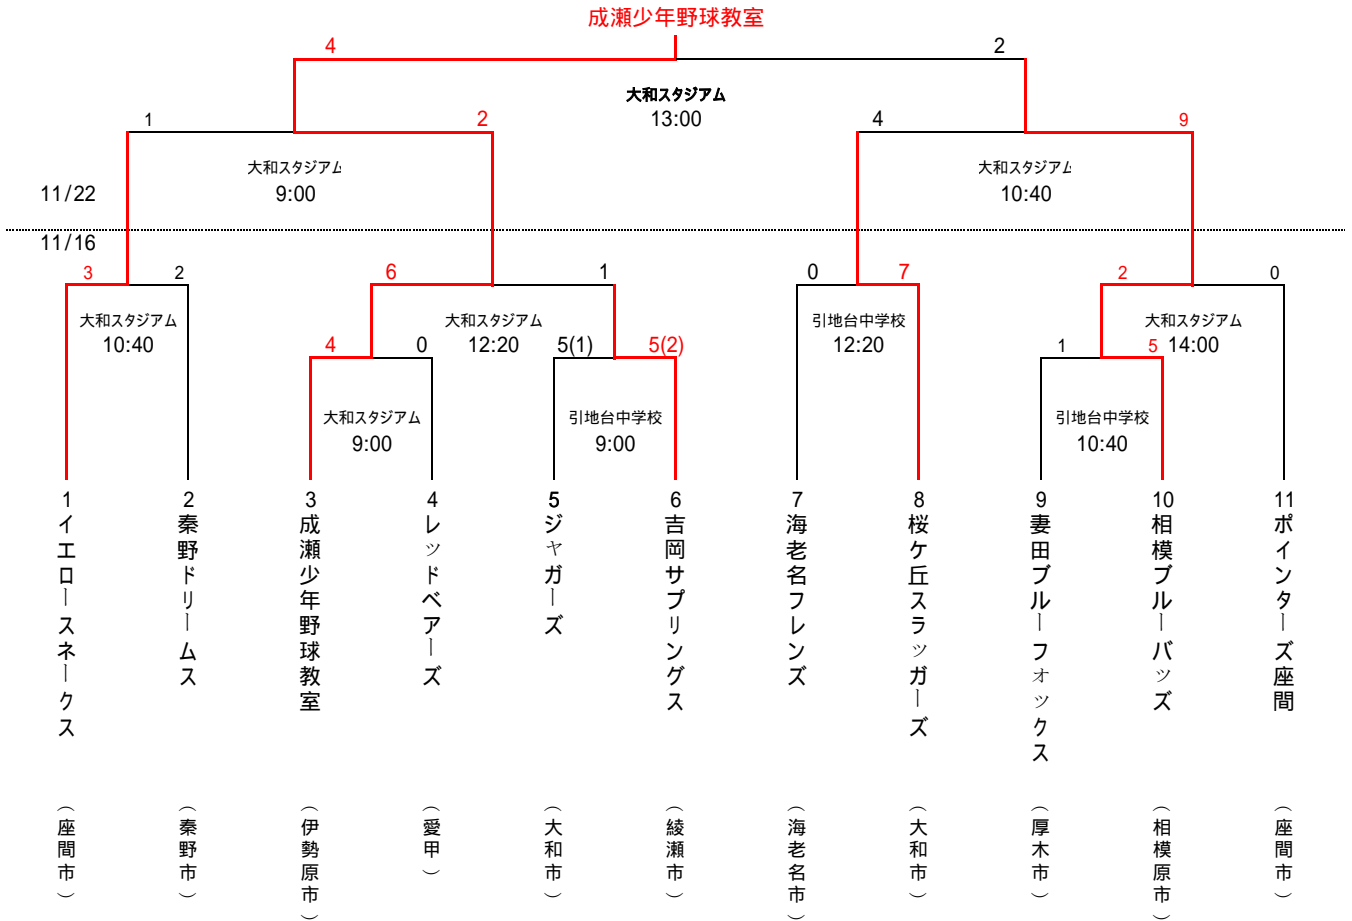 成瀬少年野球教室
4
2
大和スタジアム
13:00
1
2
4
9
大和スタジアム
9:00
大和スタジアム
10:40
11/22
11/16
3
2
6
1
0
7
2
0
大和スタジアム
10:40
大和スタジアム
12:20
引地台中学校
12:20
大和スタジアム
14:00
4
0
5(1)
5(2)
1
5
大和スタジアム
9:00
引地台中学校
9:00
引地台中学校
10:40
1
イエロースネークス
(座間市)
2
秦野ドリームス
(秦野市)
3
成瀬少年野球教室
(伊勢原市)
4
レッドベアーズ
(愛甲)
5
ジャガーズ
(大和市)
6
吉岡サプリングス
(綾瀬市)
7
海老名フレンズ
(海老名市)
8
桜ケ丘スラッガーズ
(大和市)
9
妻田ブルーフォックス
(厚木市)
10
相模ブルーバッズ
(相模原市)
11
ポインターズ座間
(座間市)